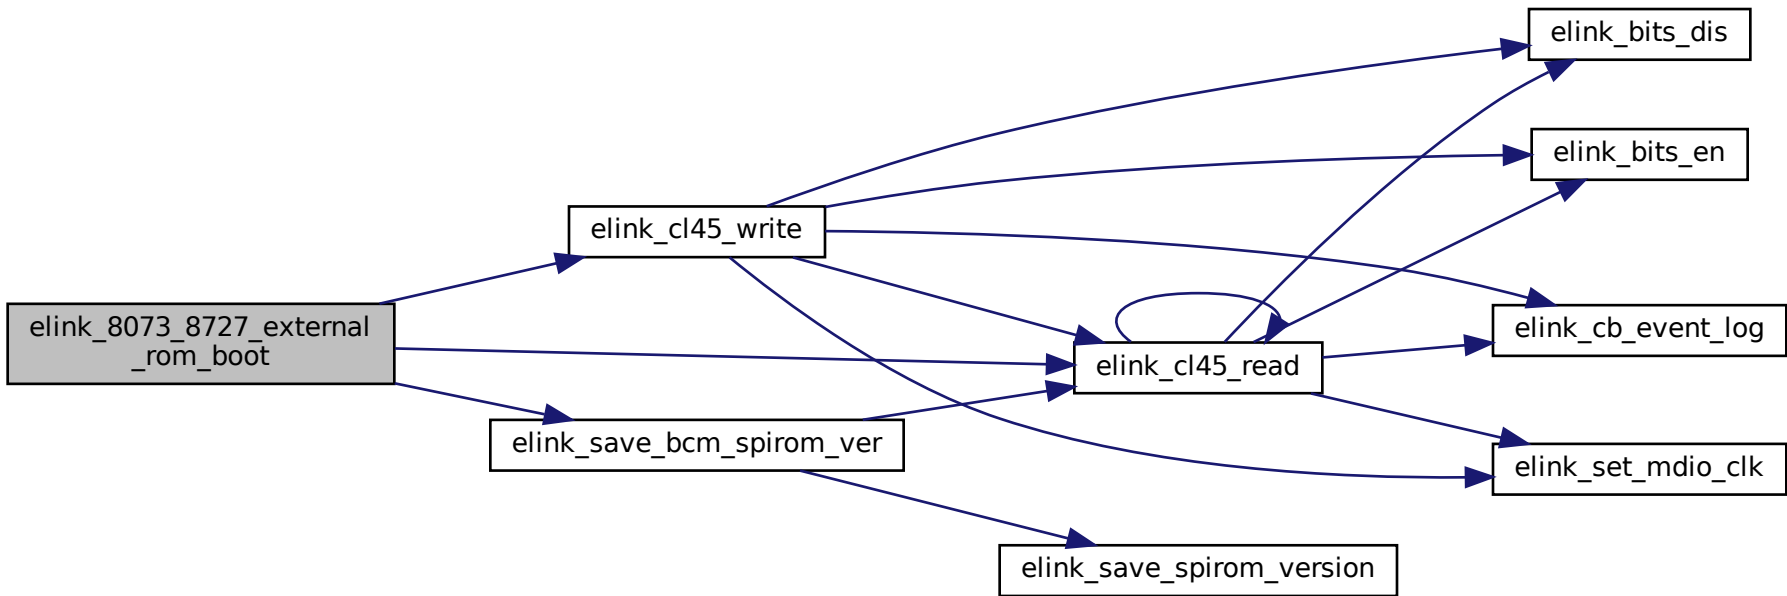 elink_8073_8727_external
_rom_boot
elink_cl45_write
elink_save_bcm_spirom_ver
elink_cl45_read
elink_save_spirom_version
elink_bits_dis
elink_bits_en
elink_cb_event_log
elink_set_mdio_clk